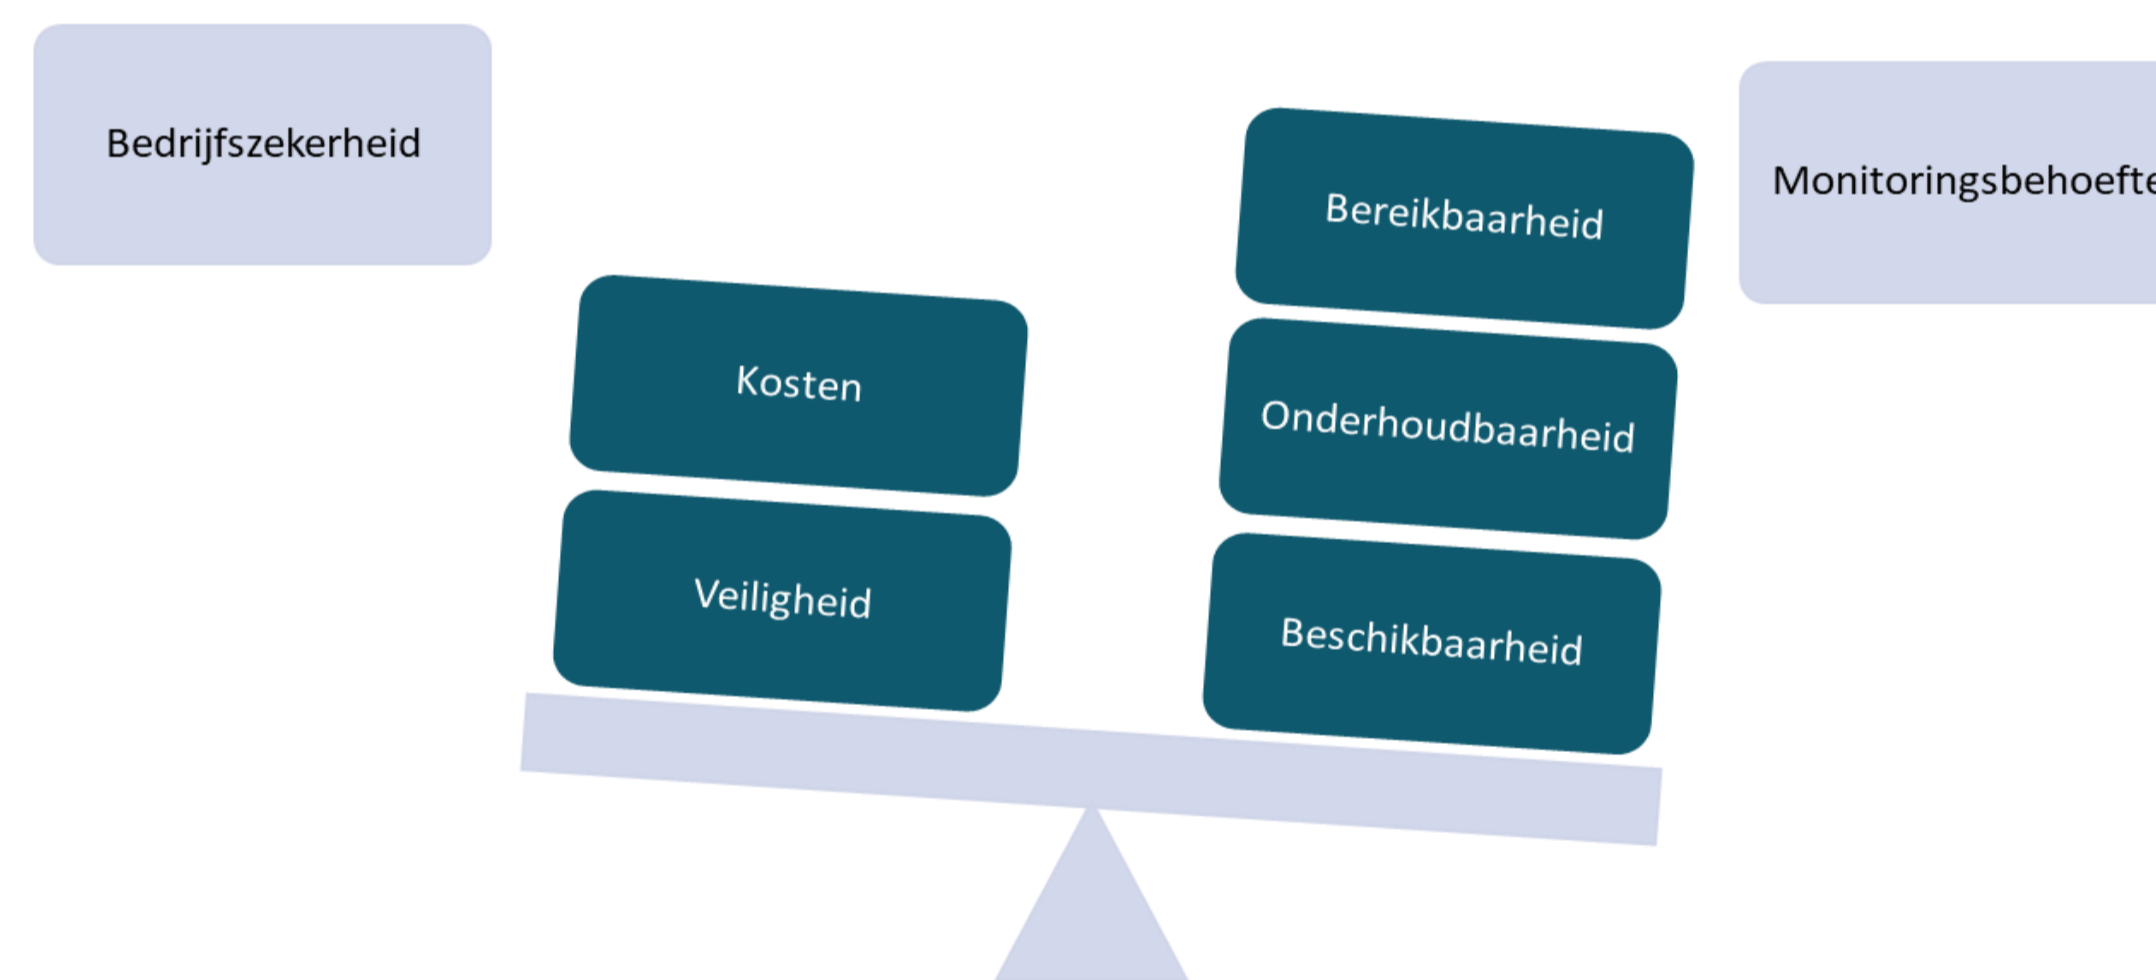 Bedrijfszekerheid
Monitoringsbehoefte
Bereikbaarheid
Kosten
Onderhoudbaarheid
Veiligheid
Beschikbaarheid